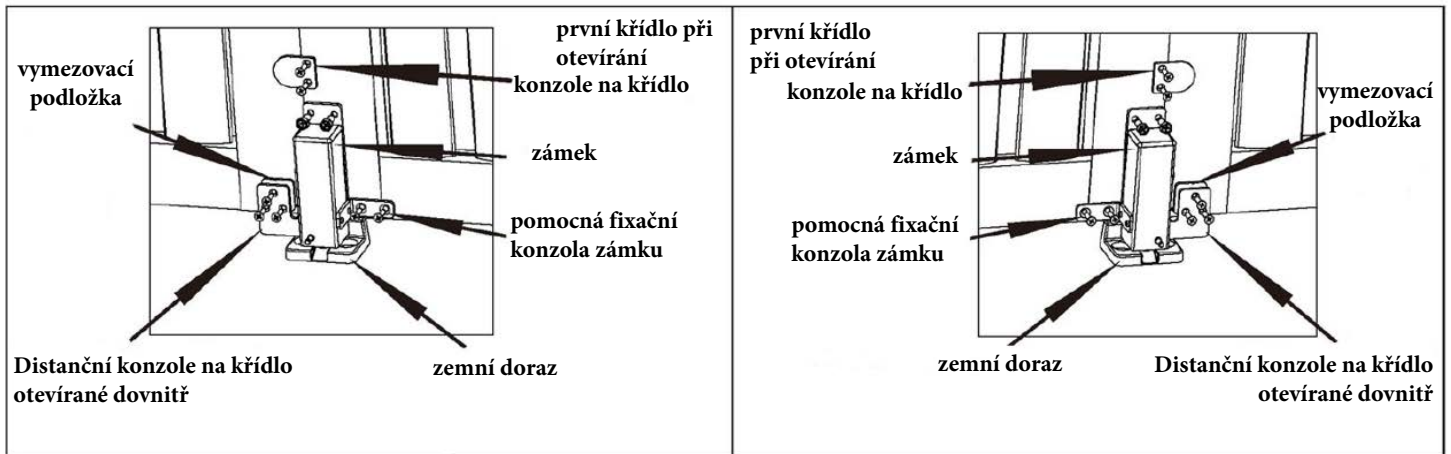 první křídlo při
otevírání
konzole na křídlo
vymezovací
podložka
zámek
pomocná fixační
konzola zámku
Distanční konzole na křídlo
otevírané dovnitř
zemní doraz
první křídlo
při otevírání
konzole na křídlo
vymezovací
podložka
zámek
pomocná fixační
konzola zámku
zemní doraz
Distanční konzole na křídlo
otevírané dovnitř